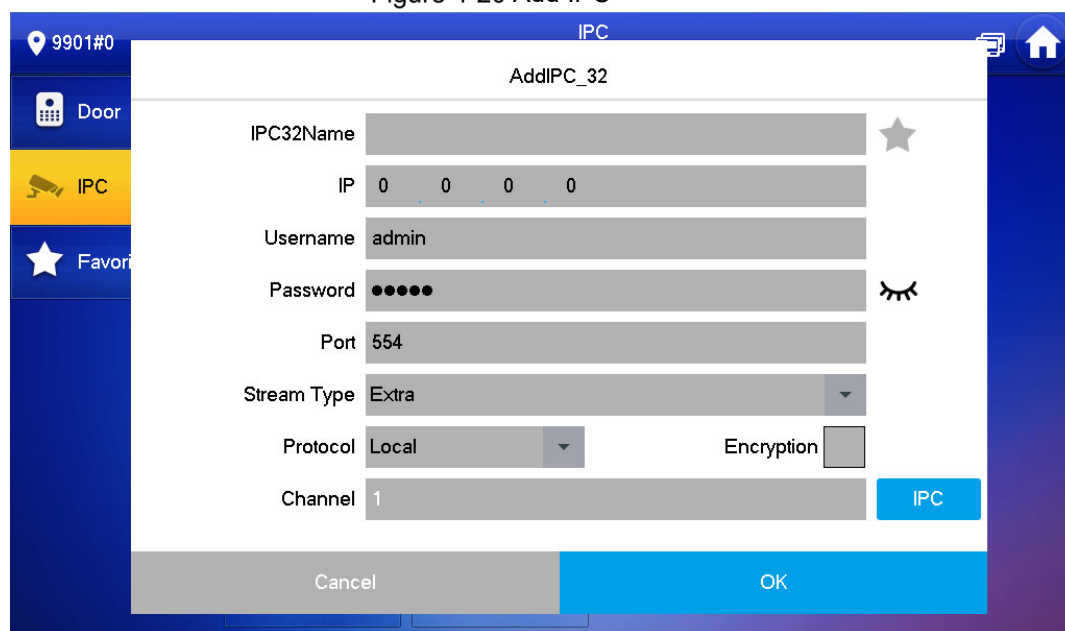 IPC
9901#0
AddIPC_32
Door
IPC32Name
IP 0 . 0 . 0 . 0
IPC
Username admin
Favori
Password ●●●●●
Port 554
Stream Type Extra
Protocol Local Encryption
Channel 1 IPC
Cancel OK